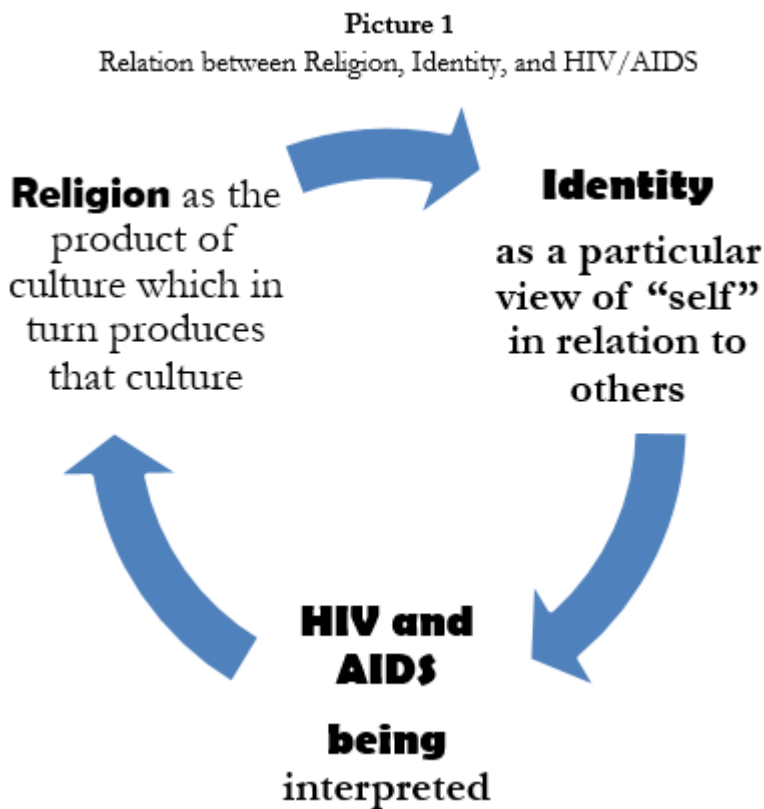 Picture 1
Relation between Religion, Identity, and HIV/AIDS
Religion as the
product of
culture which in
turn produces
that culture
Identity
as a particular
view of “self”
in relation to
others
HIV and
AIDS
being
interpreted